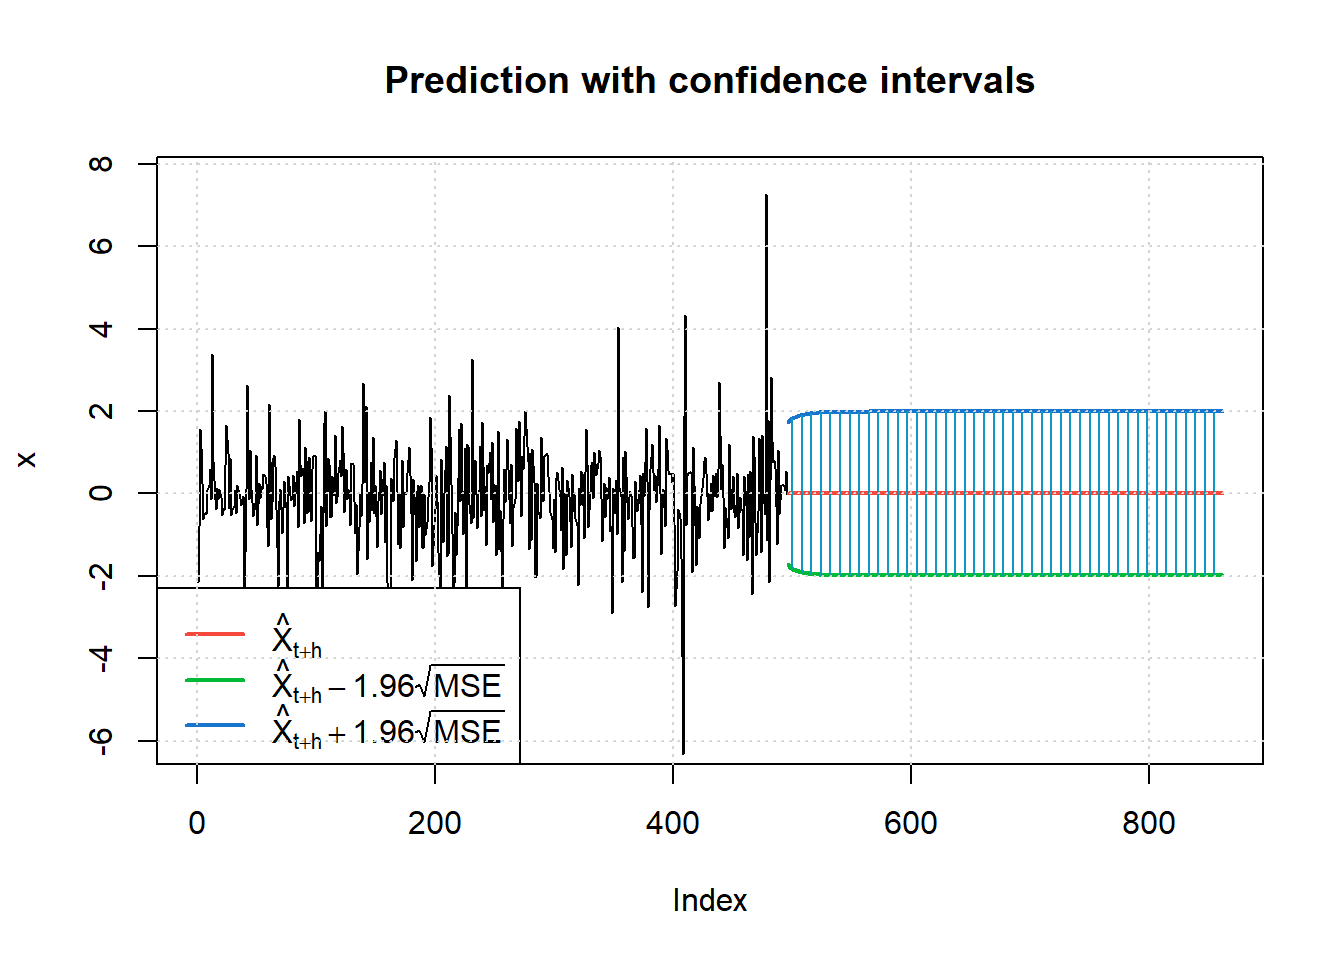 Prediction with confidence intervals
8
6
4
2
0
-2
-4
-6
x
X̂t+h
X̂t+h − 1.96√MSE
X̂t+h + 1.96√MSE
0 200 400 600 800
Index